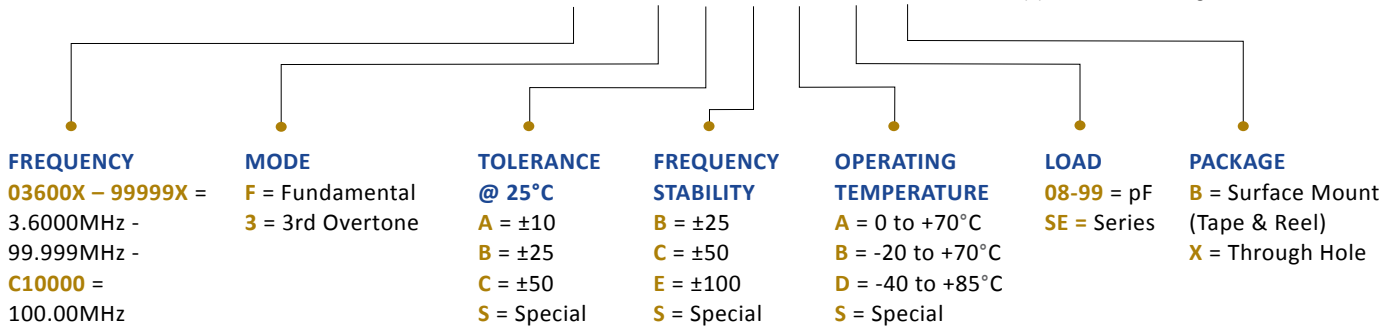 FREQUENCY
03600X – 99999X =
3.6000MHz -
99.999MHz -
C10000 =
100.00MHz
MODE
F = Fundamental
3 = 3rd Overtone
TOLERANCE
@ 25°C
A = ±10
B = ±25
C = ±50
S = Special
FREQUENCY
STABILITY
B = ±25
C = ±50
E = ±100
S = Special
OPERATING
TEMPERATURE
A = 0 to +70°C
B = -20 to +70°C
D = -40 to +85°C
S = Special
LOAD
08-99 = pF
SE = Series
PACKAGE
B = Surface Mount
(Tape & Reel)
X = Through Hole